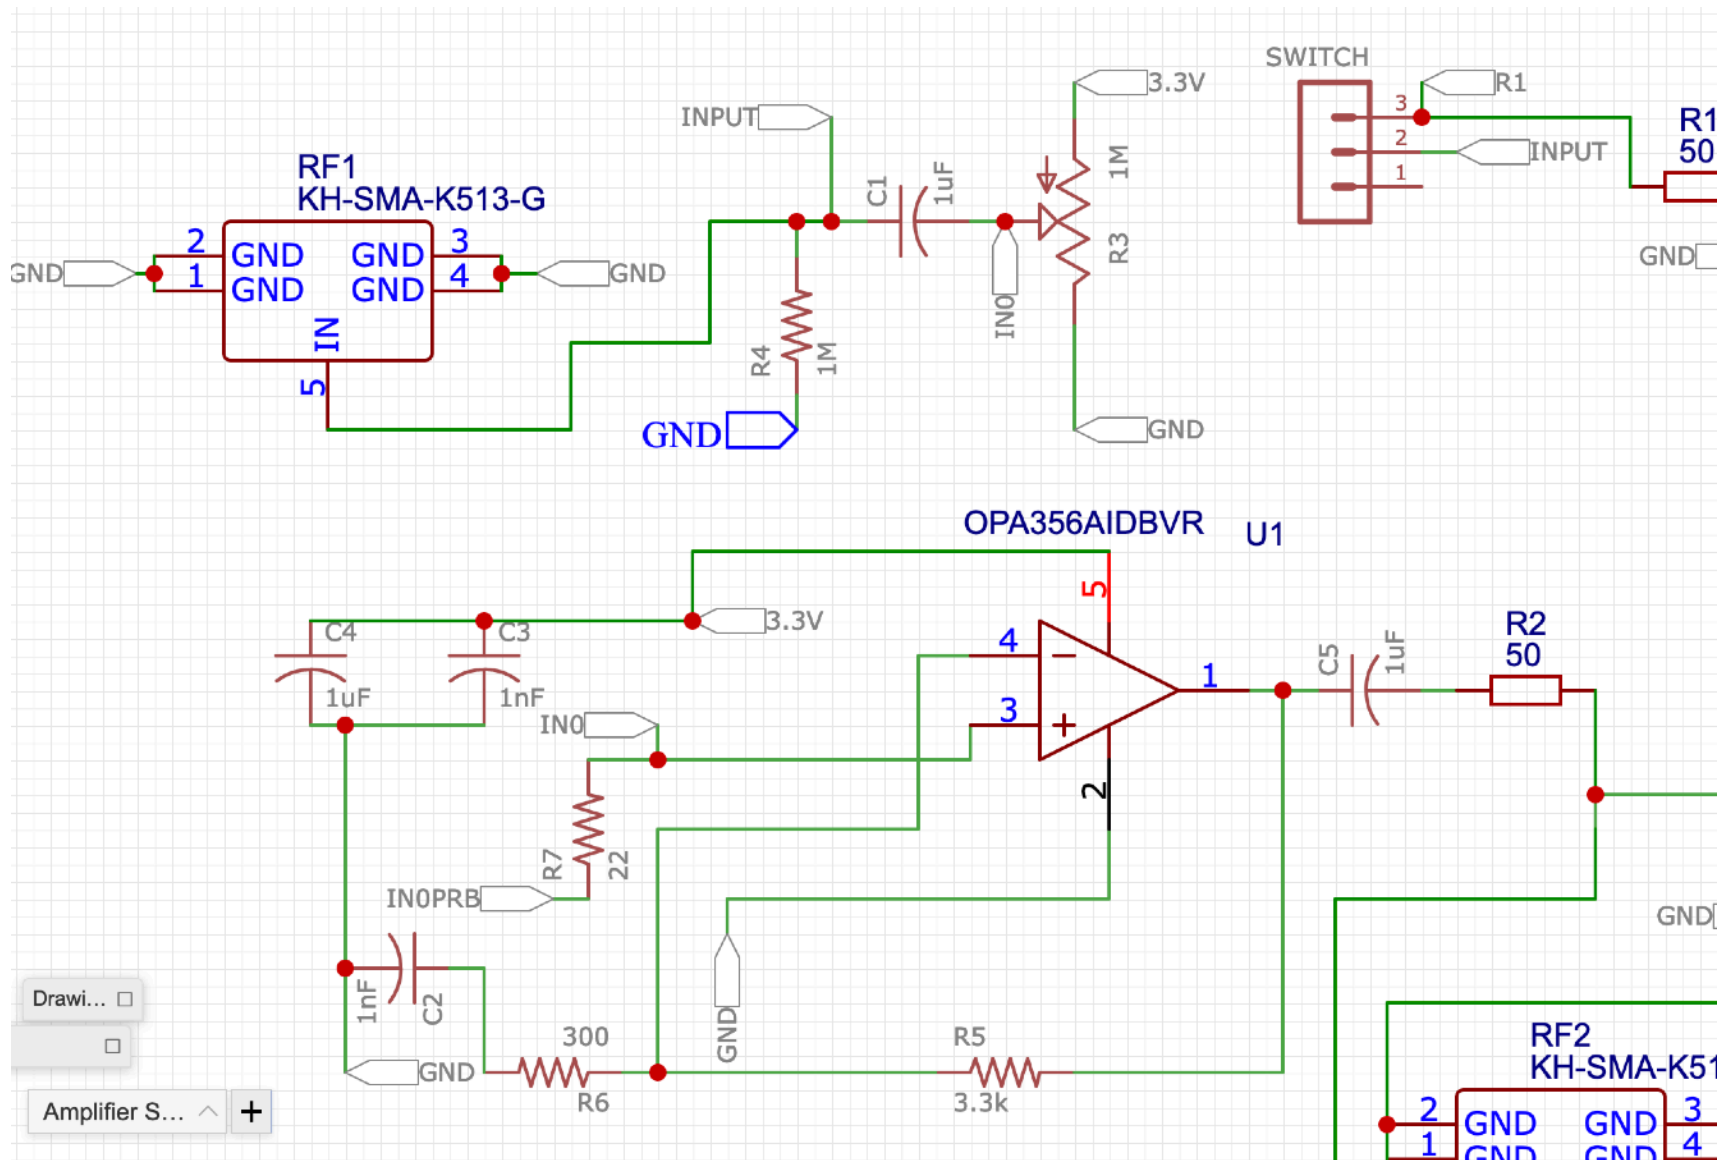 SWITCH
3.3V
R1
INPUT
3
R1
50
2
INPUT
1
RF1
KH-SMA-K513-G
C1
1uF
1M
R3
2
GND
GND
3
GND
GND
1
GND
GND
4
GND
IN
5
IN0
R4
1M
GND
GND
OPA356AIDBVR
U1
5
C4
C3
3.3V
4
R2
50
1uF
1nF
IN0
3
1
C5
1uF
2
R7
22
IN0PRB
GND
1nF
C2
Drawi...
GND
300
R6
GND
R5
3.3k
RF2
KH-SMA-K51
Amplifier S...
+
2
GND
GND
3
1
GND
GND
4